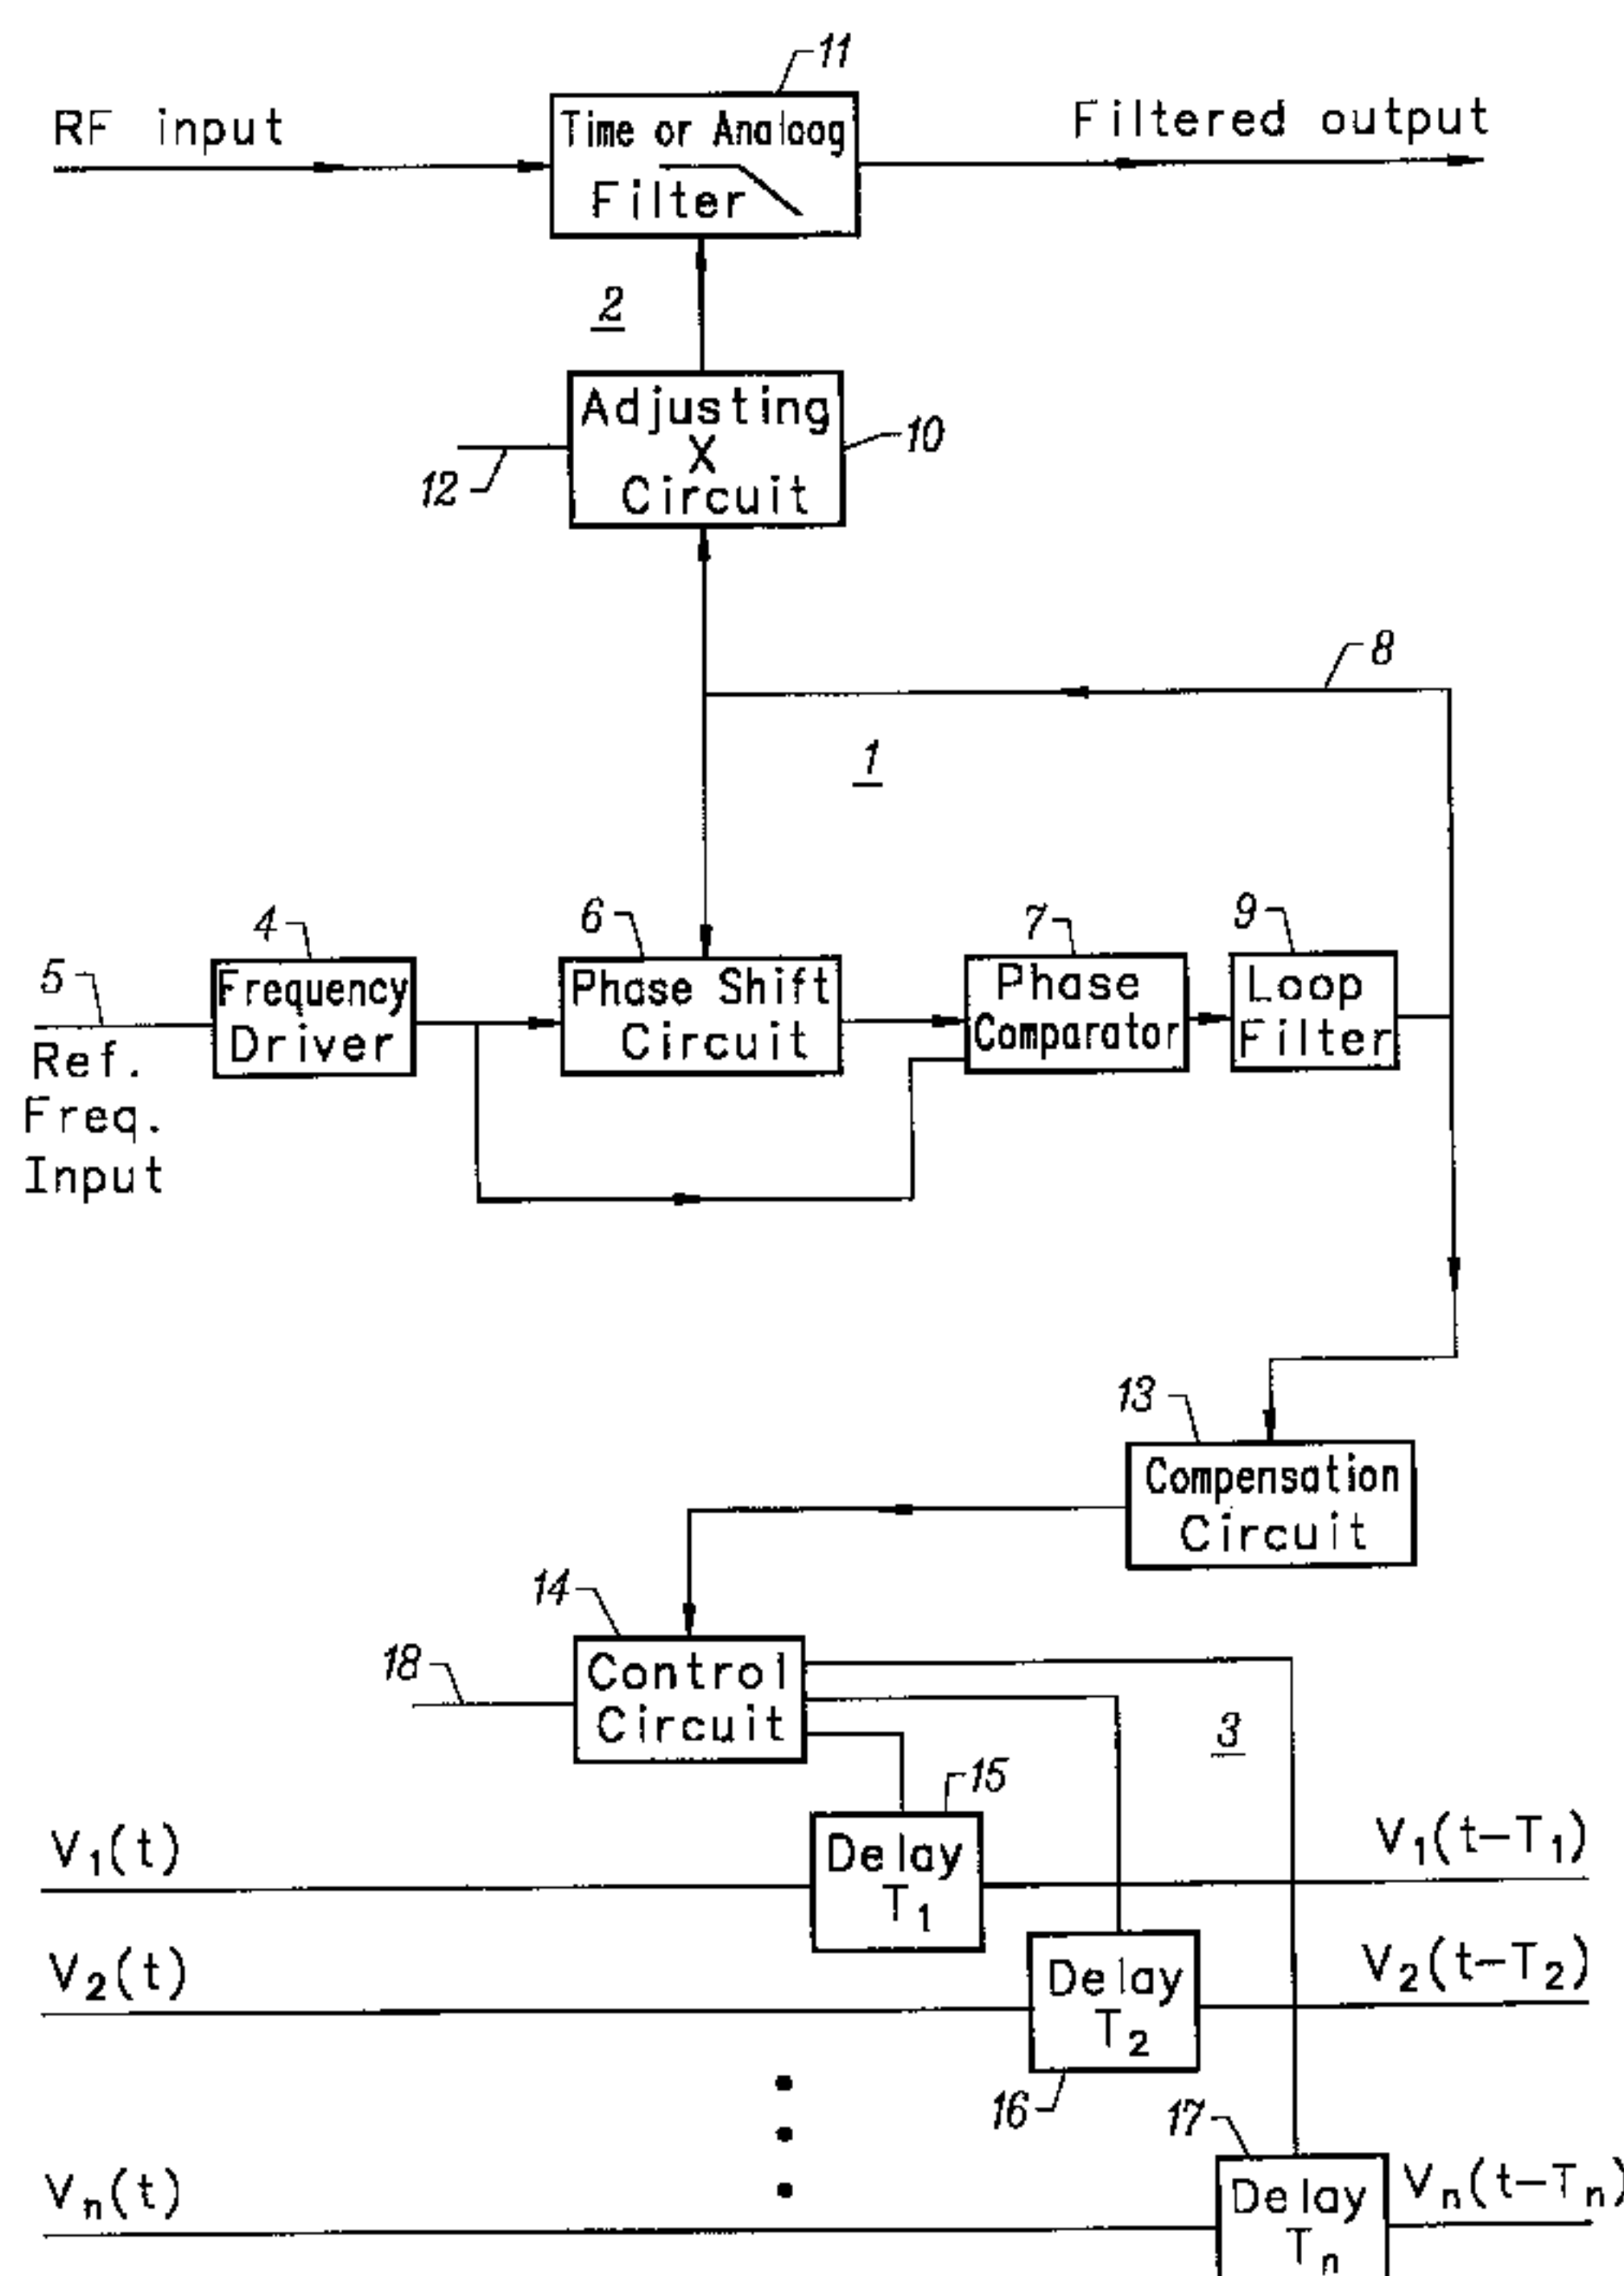 11
RF input
Time or Analoog
Filter
Filtered output
2
Adjusting
X
Circuit
10
12
8
1
4
6
7
9
5
Frequency
Driver
Phase Shift
Circuit
Phase
Comparator
Loop
Filter
Ref.
Freq.
Input
13
Compensation
Circuit
14
18
Control
Circuit
3
15
V1(t)
Delay
T1
V1(t-T1)
V2(t)
Delay
T2
V2(t-T2)
16
17
Vn(t)
Delay
Tn
Vn(t-Tn)